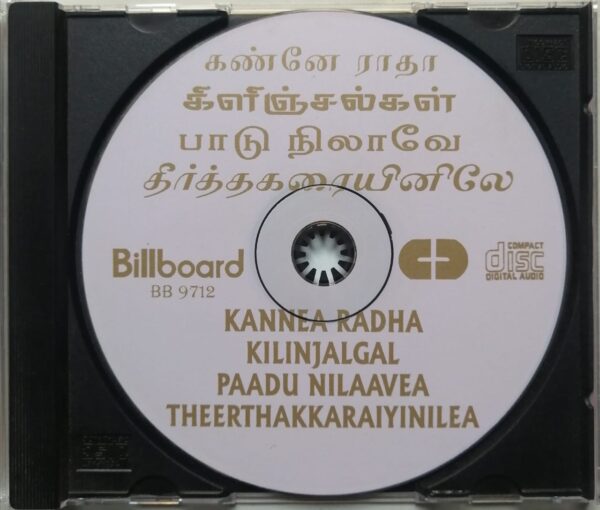 கண்னே ராதா
கிளிஞ்சல்கள்
பாடு நிலாவே
தீர்த்தகரையினிலே
Billboard
BB 9712
COMPACT
disc
DIGITAL AUDIO
KANNEA RADHA
KILINJALGAL
PAADU NILAAVEA
THEERTHAKKARAIYINILEA